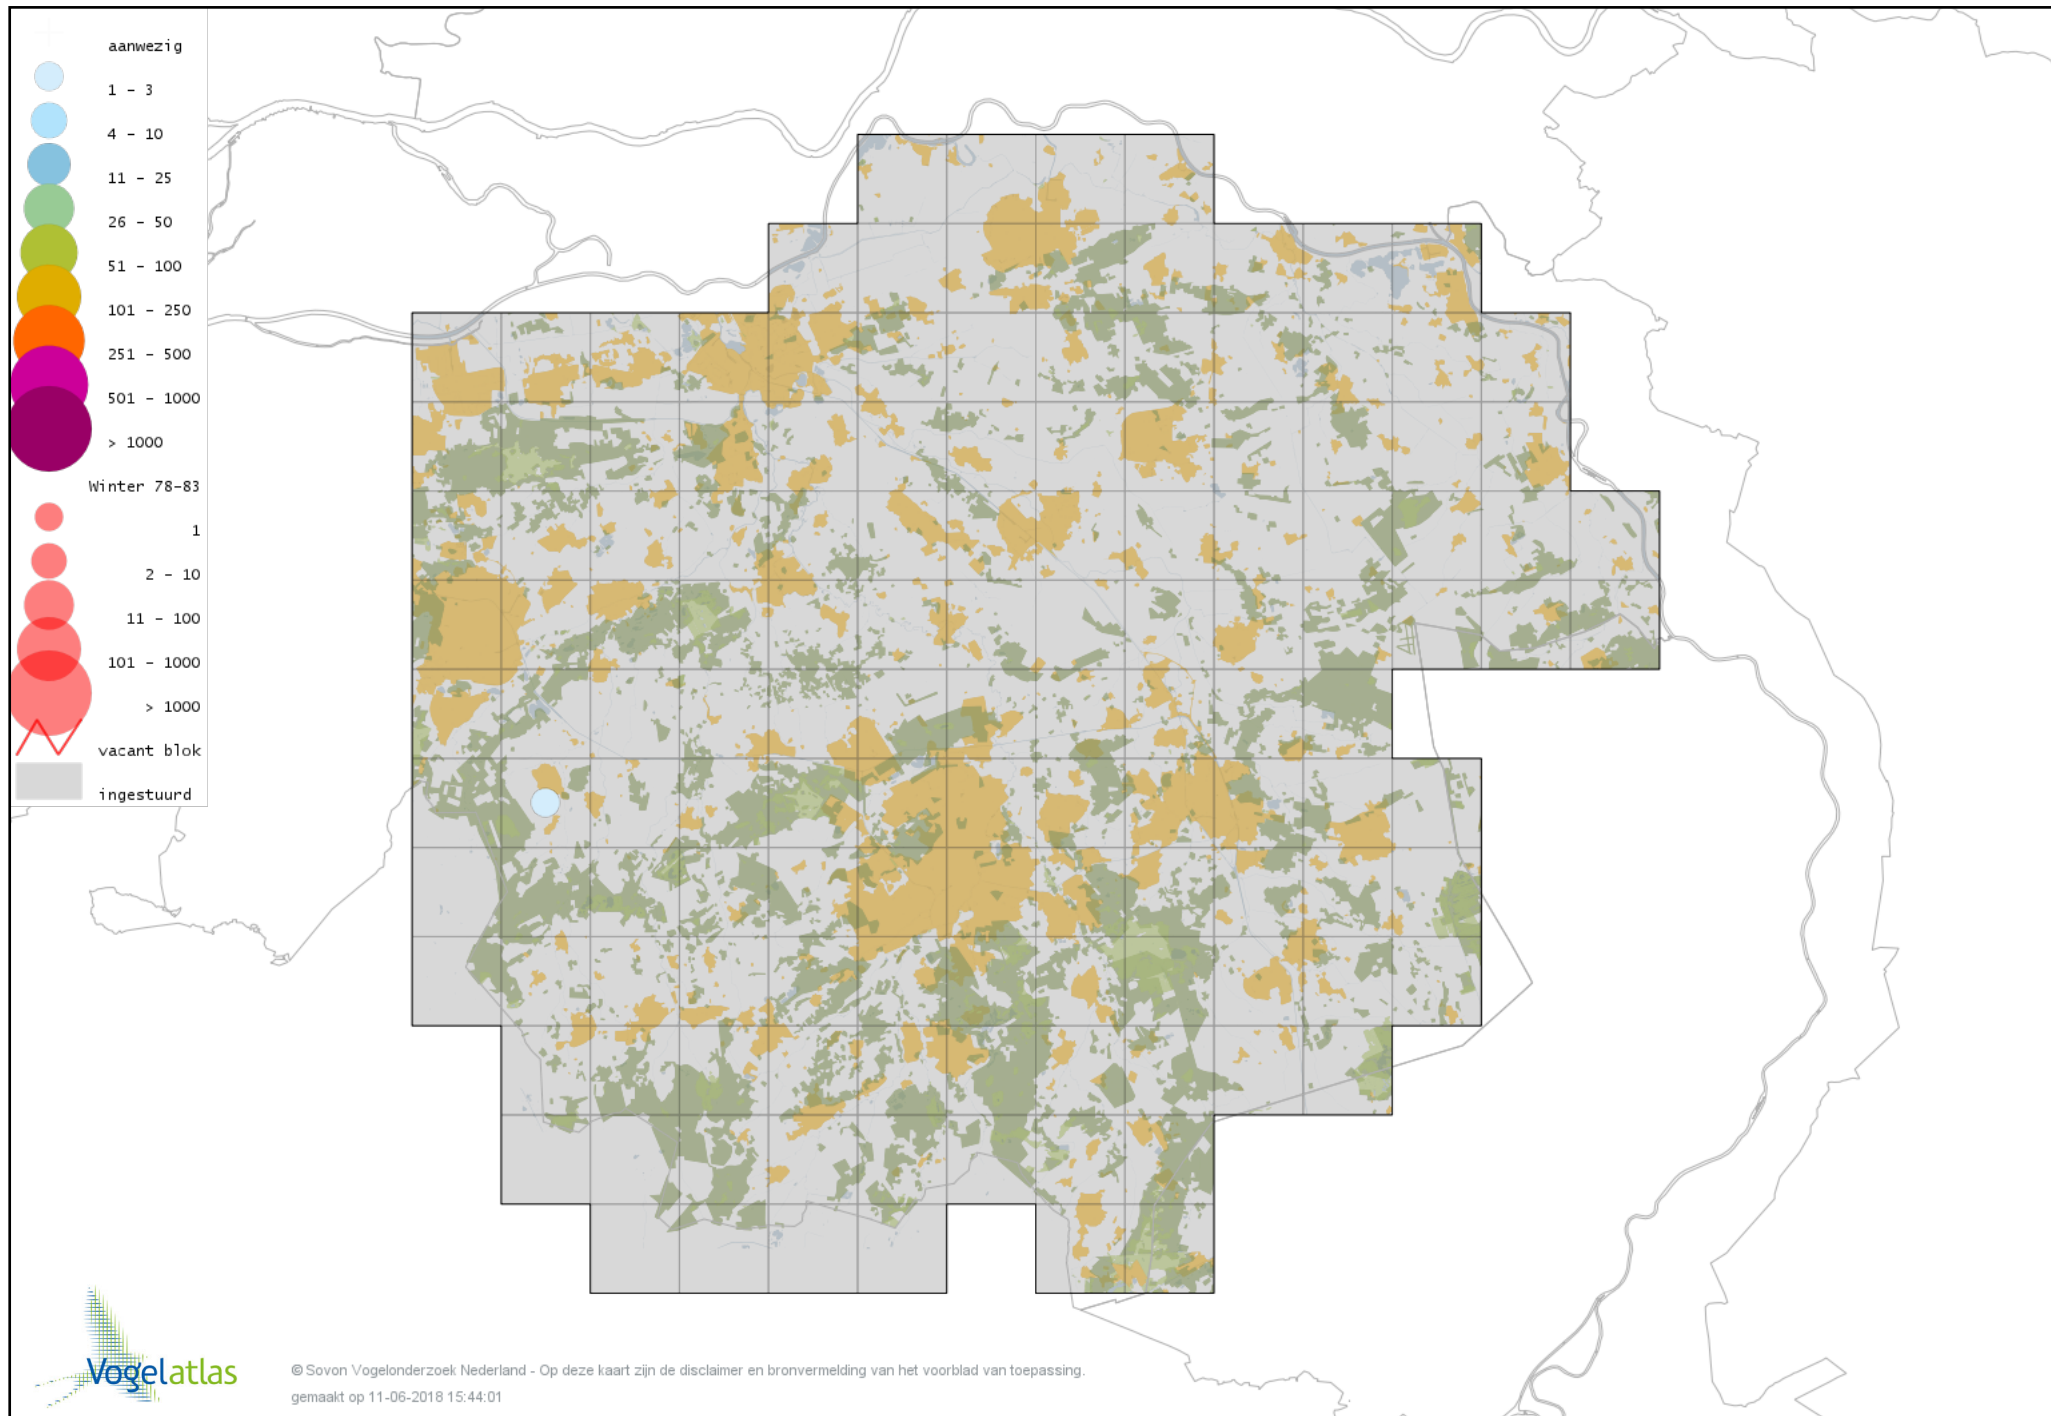 aanwezig
1 - 3
4 - 10
11 - 25
26 - 50
51 - 100
101 - 250
251 - 500
501 - 1000
> 1000
Winter 78-83
1
2 - 10
11 - 100
101 - 1000
> 1000
vacant blok
ingestuurd
Vogelatlas
© Sovon Vogelonderzoek Nederland - Op deze kaart zijn de disclaimer en bronvermelding van het voorblad van toepassing.
gemaakt op 11-06-2018 15:44:01